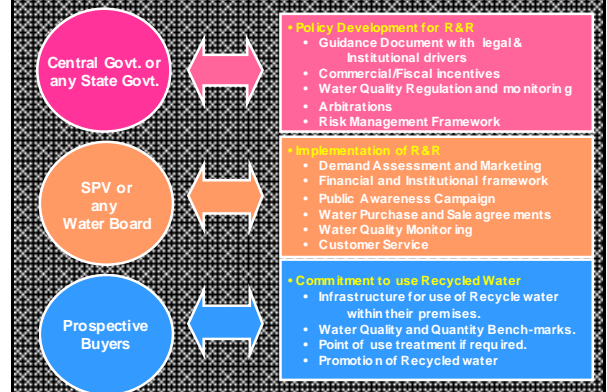 Central Govt. or
any State Govt.
• Policy Development for R&R
• Guidance Document with legal &
Institutional drivers
• Commercial/Fiscal incentives
• Water Quality Regulation and monitoring
• Arbitrations
• Risk Management Framework
SPV or
any
Water Board
• Implementation of R&R
• Demand Assessment and Marketing
• Financial and Institutional framework
• Public Awareness Campaign
• Water Purchase and Sale agreements
• Water Quality Monitoring
• Customer Service
Prospective
Buyers
• Commitment to use Recycled Water
• Infrastructure for use of Recycle water
within their premises.
• Water Quality and Quantity Bench-marks.
• Point of use treatment if required.
• Promotion of Recycled water